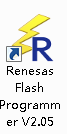 Renesas
Flash
Programm
er V2.05